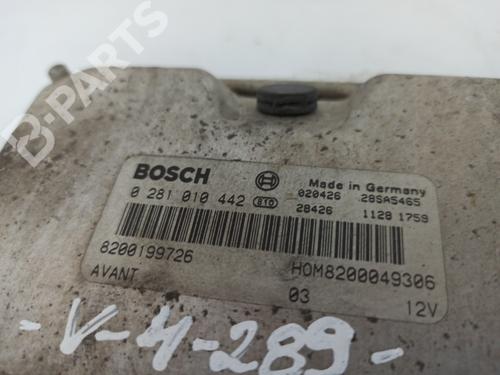 B-PARTS
BOSCH
Made in Germany
0 281 010 442
810
020426 28SA5465
28426 1128 1759
8200199726
HOM8200049306
AVANT
03
12V
-V-4-289-